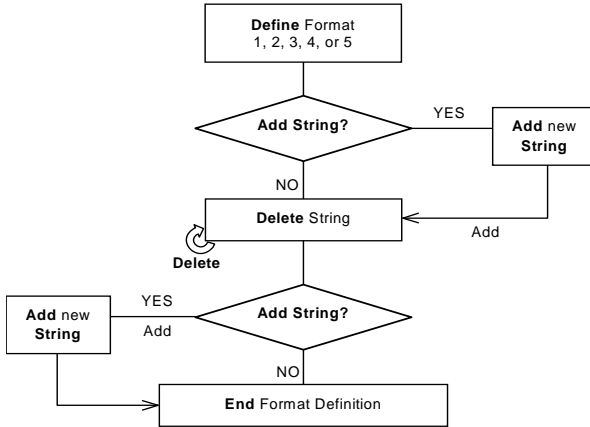 Define Format
1, 2, 3, 4, or 5
Add String?
YES
Add new
String
NO
Delete String
Add
Delete
Add String?
YES
Add
Add new
String
NO
End Format Definition